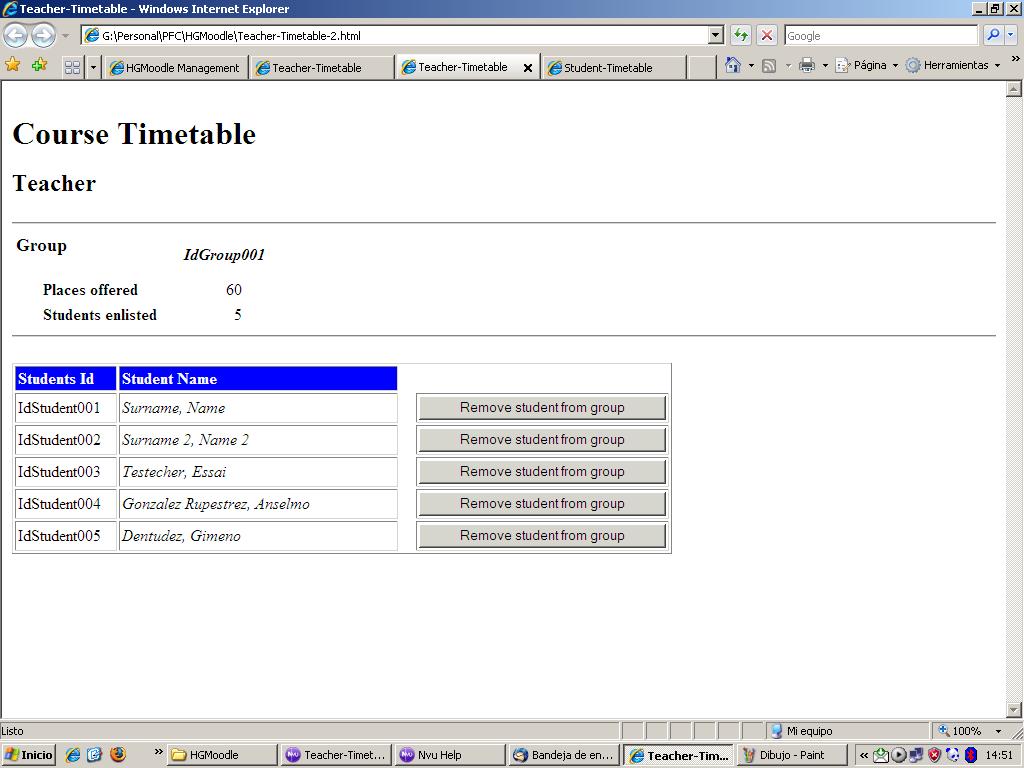 Teacher-Timetable - Windows Internet Explorer
G:\Personal\PFC\HGMoodle\Teacher-Timetable-2.html
Google
HGMoodle Management
Teacher-Timetable
Teacher-Timetable
Student-Timetable
Página
Herramientas
»
Course Timetable
Teacher
Group IdGroup001
Places offered 60
Students enlisted 5
Students Id Student Name
IdStudent001 Surname, Name Remove student from group
IdStudent002 Surname 2, Name 2 Remove student from group
IdStudent003 Testecher, Essai Remove student from group
IdStudent004 Gonzalez Rupestrez, Anselmo Remove student from group
IdStudent005 Dentudez, Gimeno Remove student from group
Listo Mi equipo 100%
Inicio » HGMoodle Teacher-Timet... Nvu Help Bandeja de en... Teacher-Tim... Dibujo - Paint « 14:51